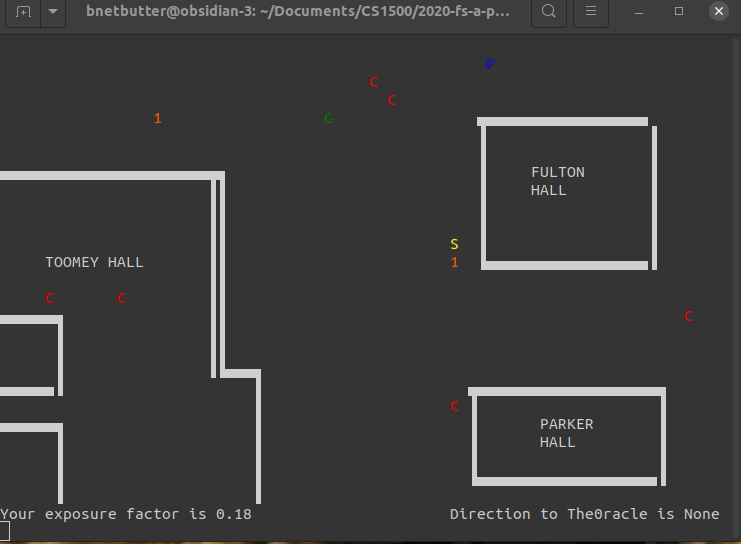 bnetbutter@obsidian-3: ~/Documents/CS1500/2020-fs-a-p...
C
C
1 C
FULTON
HALL
S
TOOMEY HALL 1
C C
C
C
PARKER
HALL
Your exposure factor is 0.18 Direction to The0racle is None